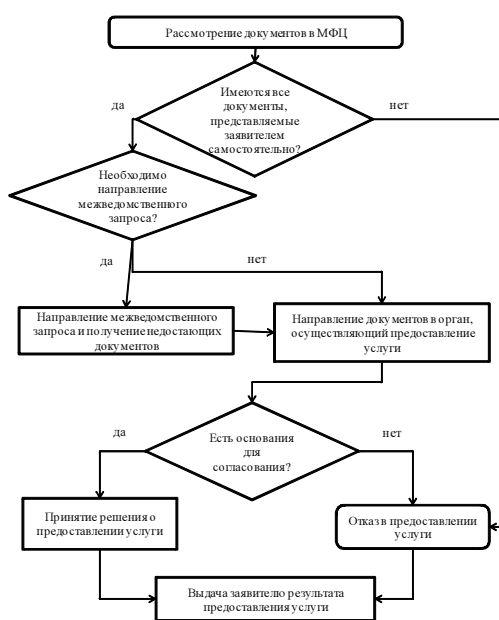 Рассмотрение документов в МФЦ
Имеются все
документы,
представляемые
заявителем
самостоятельно?
да
нет
Необходимо
направление
межведомственного
запроса?
да
нет
Направление межведомственного
запроса и получение недостающих
документов
Направление документов в орган,
осуществляющий предоставление
услуги
Есть основания
для
согласования?
да
нет
Принятие решения о
предоставлении услуги
Отказ в предоставлении
услуги
Выдача заявителю результата
предоставления услуги